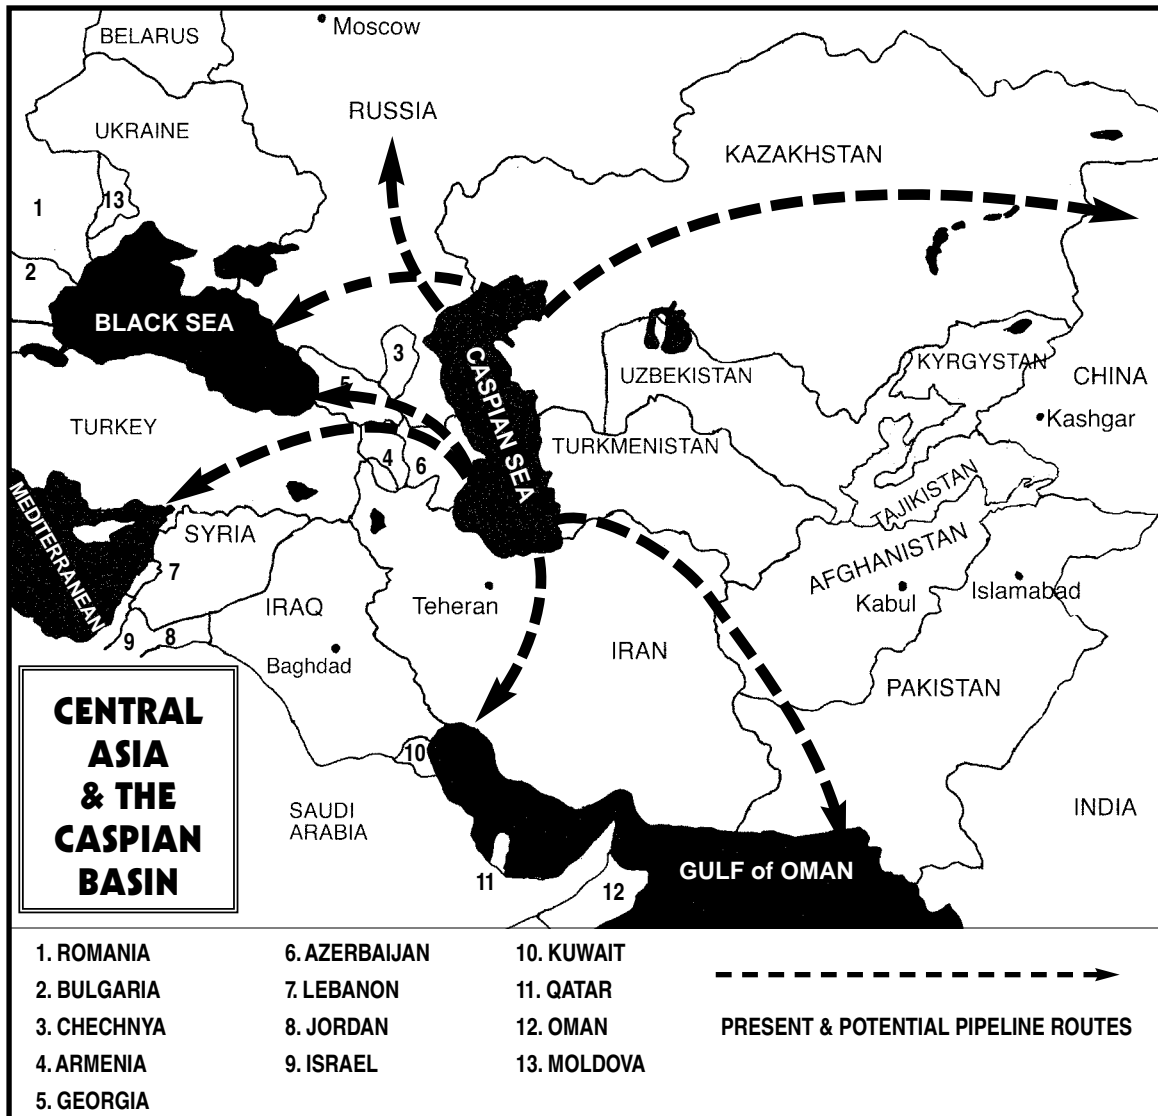 BELARUS
Moscow
RUSSIA
UKRAINE
KAZAKHSTAN
13
1
2
BLACK SEA
3
CASPIAN SEA
KYRGYSTAN
UZBEKISTAN
CHINA
5
Kashgar
TURKEY
TURKMENISTAN
4
6
TAJIKISTAN
MEDITERRANEAN
SYRIA
AFGHANISTAN
7
Teheran
Kabul
Islamabad
IRAQ
8
9
Baghdad
IRAN
PAKISTAN
CENTRAL
ASIA
& THE
CASPIAN
BASIN
10
SAUDI
ARABIA
INDIA
11
12
GULF of OMAN
1. ROMANIA
2. BULGARIA
3. CHECHNYA
4. ARMENIA
5. GEORGIA
6. AZERBAIJAN
7. LEBANON
8. JORDAN
9. ISRAEL
10. KUWAIT
11. QATAR
12. OMAN
13. MOLDOVA
PRESENT & POTENTIAL PIPELINE ROUTES